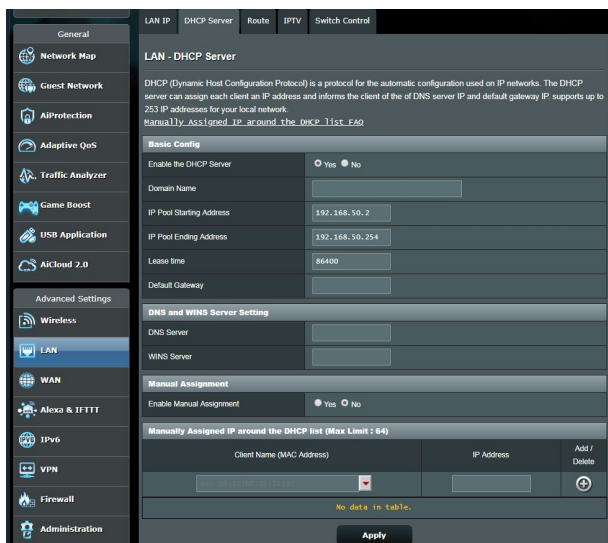 General
Network Map
Guest Network
AiProtection
Adaptive QoS
Traffic Analyzer
Game Boost
USB Application
AiCloud 2.0
Advanced Settings
Wireless
LAN
WAN
Alexa & IFTTT
IPv6
VPN
Firewall
Administration
LAN IP DHCP Server Route IPTV Switch Control
LAN - DHCP Server
DHCP (Dynamic Host Configuration Protocol) is a protocol for the automatic configuration used on IP networks. The DHCP
server can assign each client an IP address and informs the client of the of DNS server IP and default gateway IP. supports up to
253 IP addresses for your local network.
Manually Assigned IP around the DHCP list FAQ
Basic Config
Enable the DHCP Server Yes No
Domain Name
IP Pool Starting Address 192.168.50.2
IP Pool Ending Address 192.168.50.254
Lease time 86400
Default Gateway
DNS and WINS Server Setting
DNS Server
WINS Server
Manual Assignment
Enable Manual Assignment Yes No
Manually Assigned IP around the DHCP list (Max Limit : 64)
Client Name (MAC Address) IP Address Add /
Delete
No data in table.
Apply